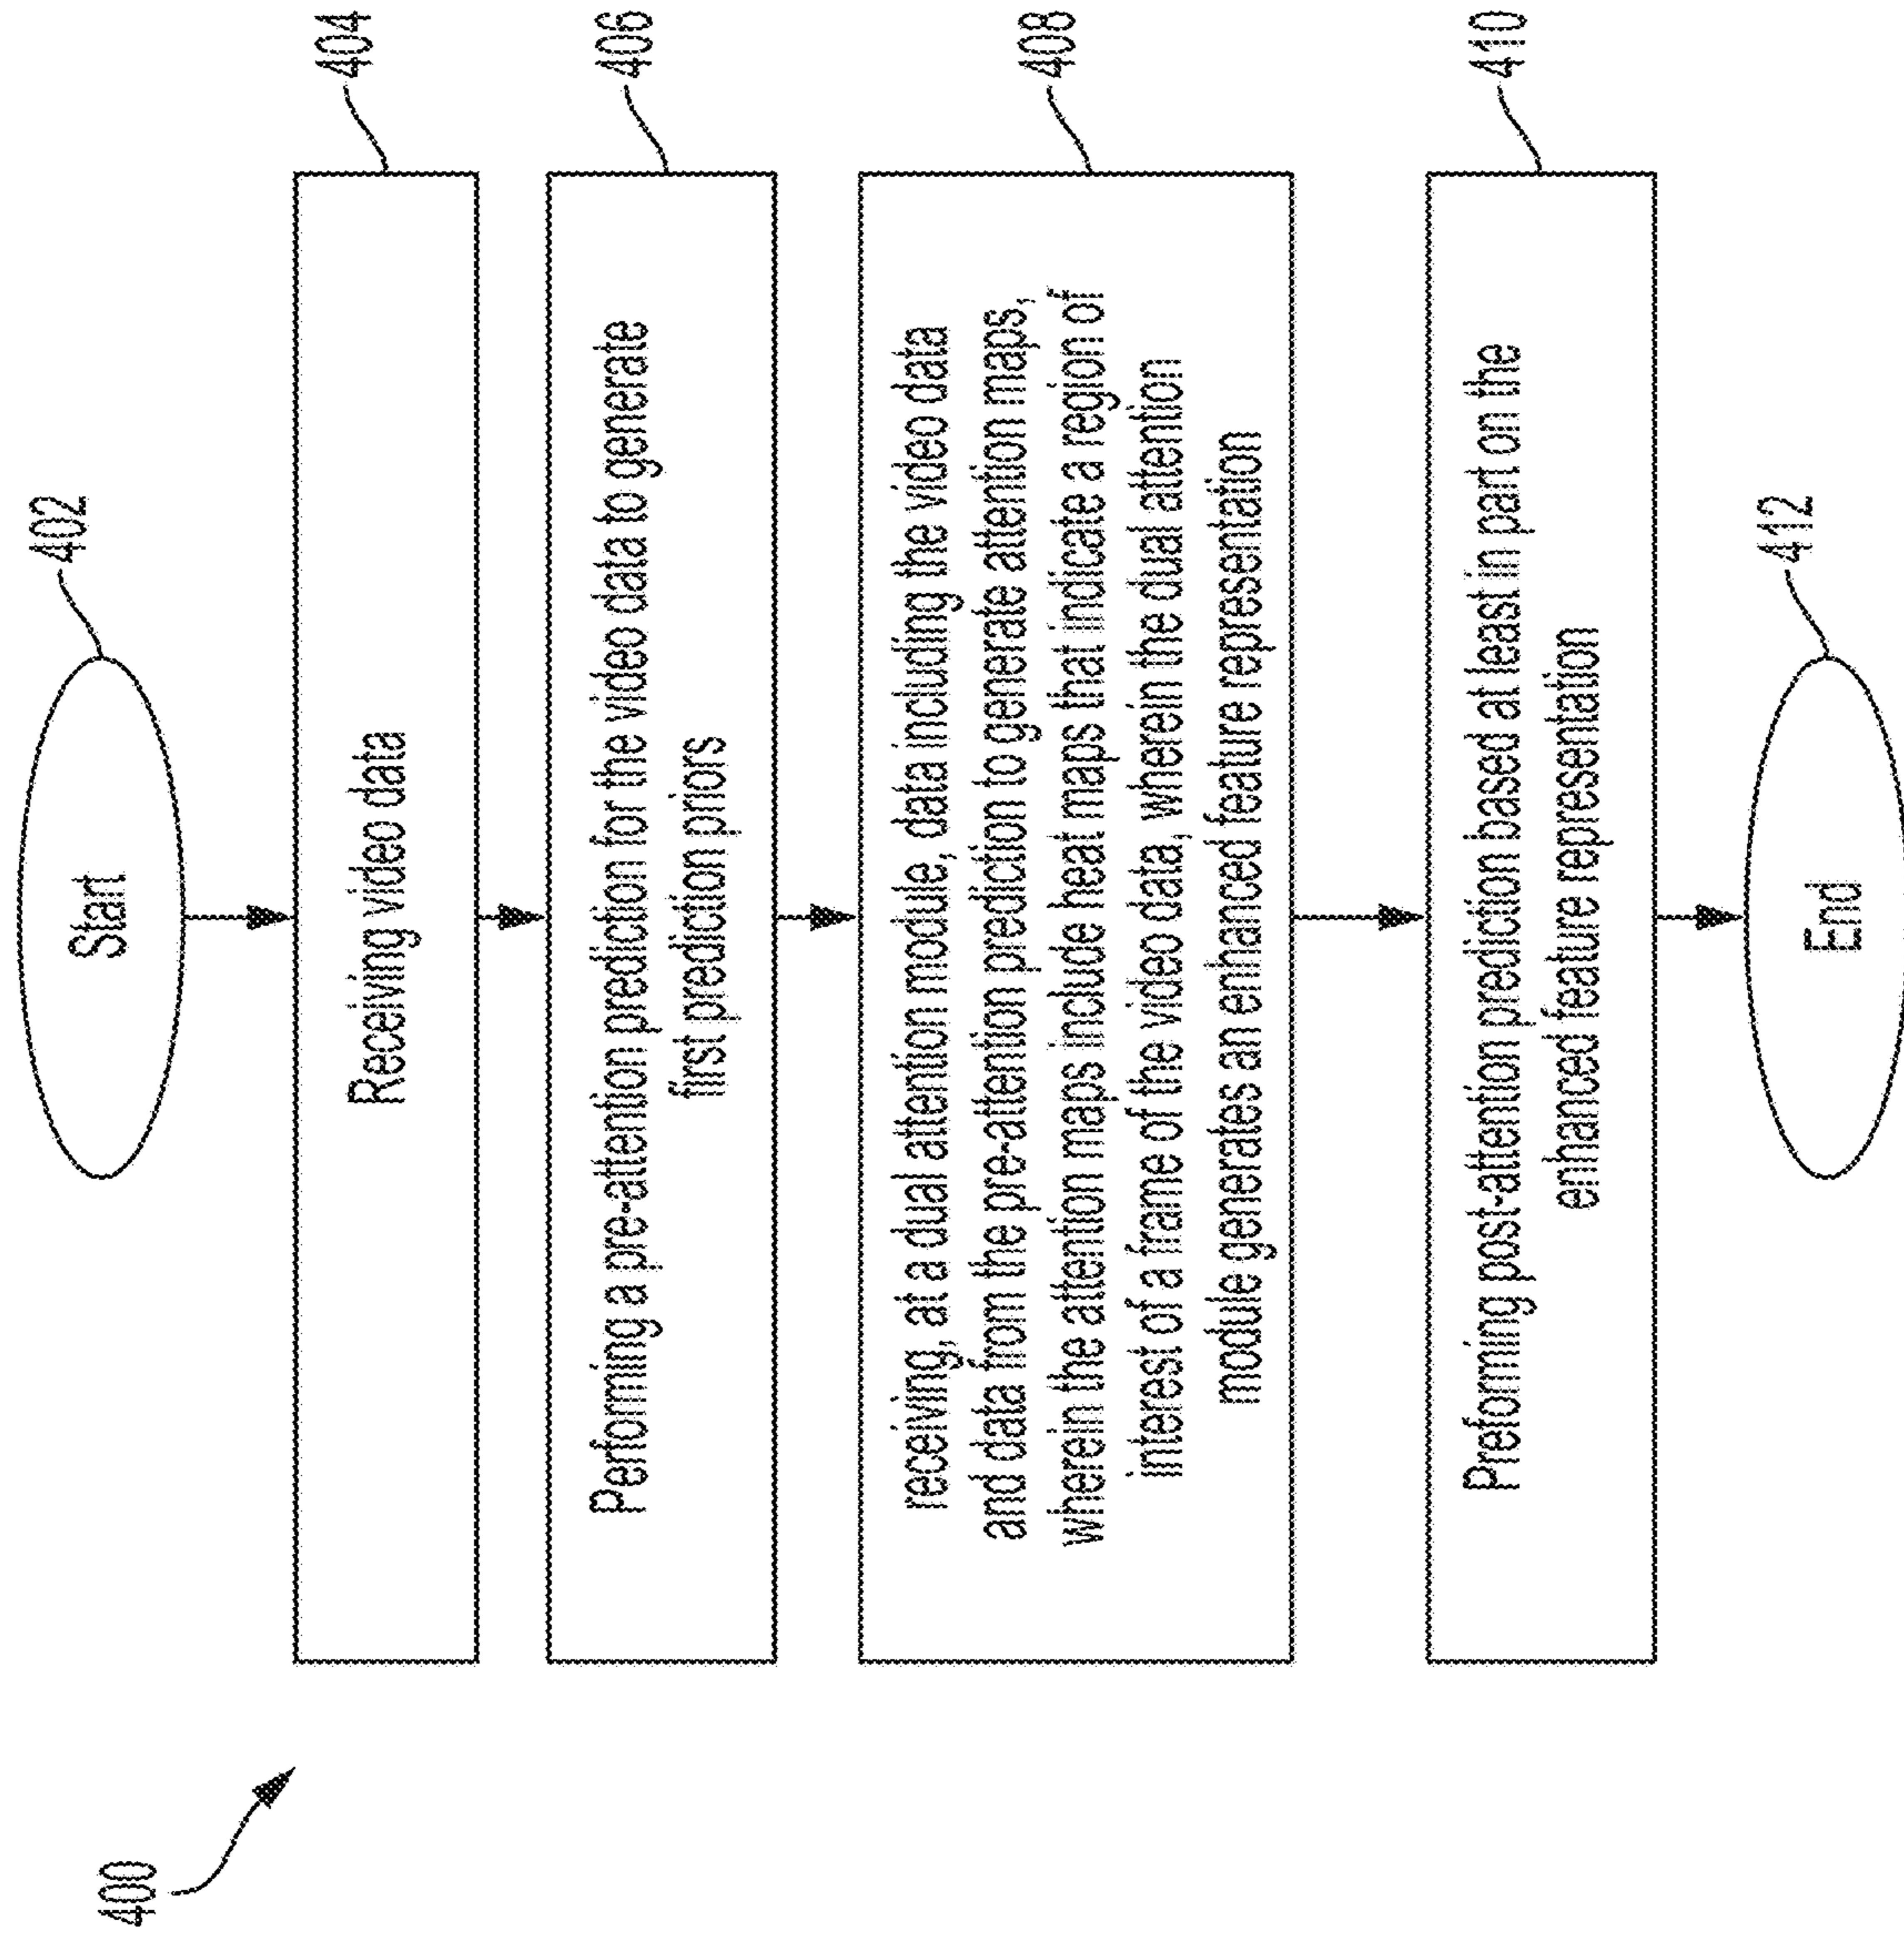 400
402
Start
404
Receiving video data
406
Performing a pre-attention prediction for the video data to generate
first prediction priors
408
receiving, at a dual attention module, data including the video data
and data from the pre-attention prediction to generate attention maps,
wherein the attention maps include heat maps that indicate a region of
interest of a frame of the video data, wherein the dual attention
module generates an enhanced feature representation
410
Preforming post-attention prediction based at least in part on the
enhanced feature representation
412
End